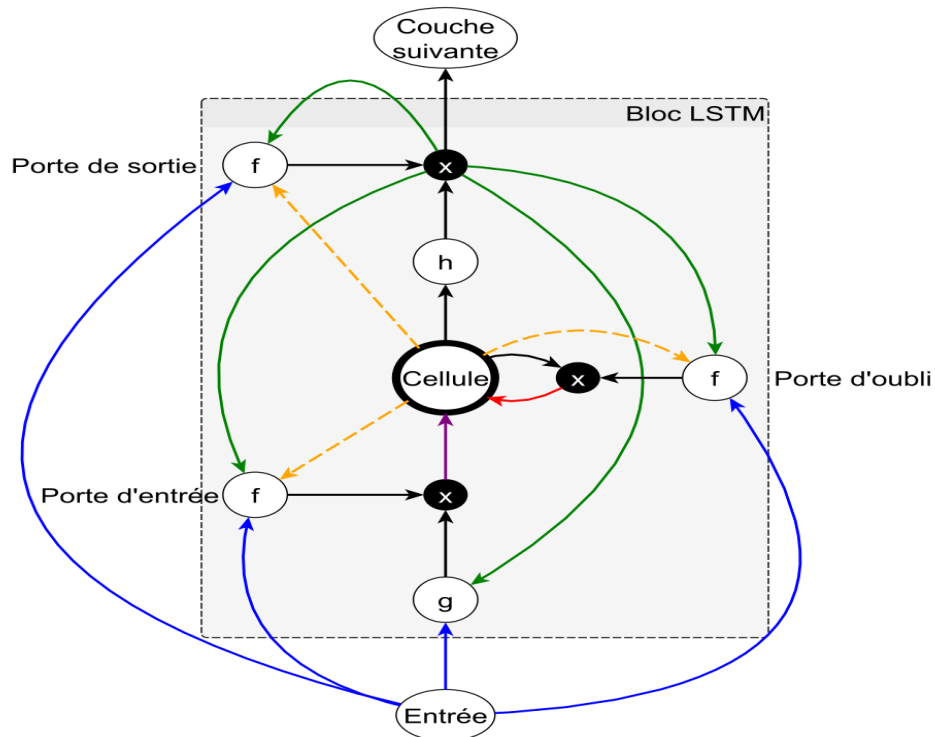 Couche
suivante
Bloc LSTM
Porte de sortie
f
x
h
Cellule
x
f
Porte d'oubli
Porte d'entrée
f
x
g
Entrée